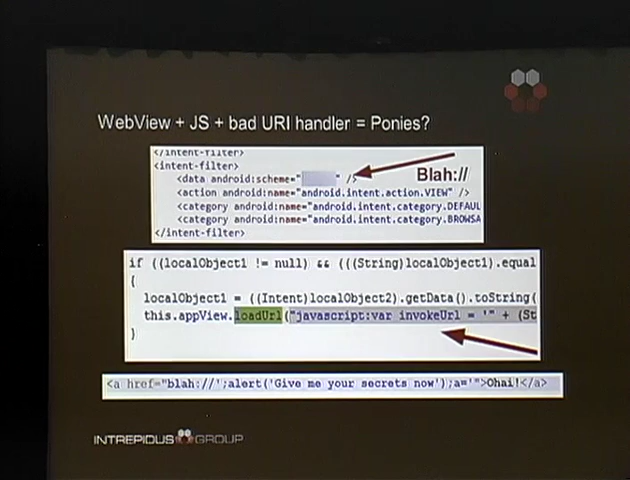 WebView + JS + bad URI handler = Ponies?
</intent-filter>
<intent-filter>
<data android:scheme=" " />
Blah://
<action android:name="android.intent.action.VIEW" />
<category android:name="android.intent.category.DEFAUL
<category android:name="android.intent.category.BROWSA
</intent-filter>
if ((localObject1 != null) && (((String)localObject1).equal
{
localObject1 = ((Intent)localObject2).getData().toString(
this.appView.loadUrl("javascript:var invokeUrl = '" + (St
}
<a href="blah://';alert('Give me your secrets now');a='">Ohai!</a>
INTREPIDUS GROUP